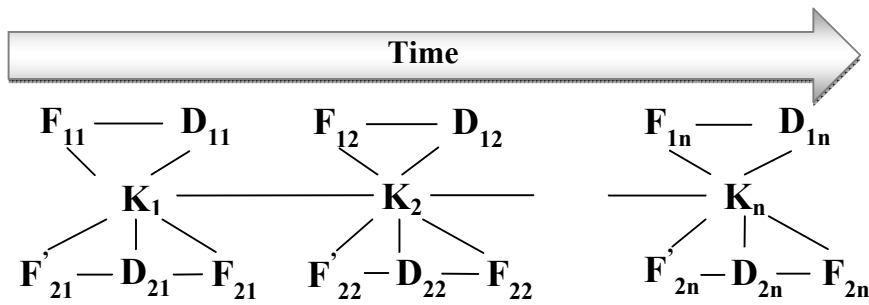 Time
F₁₁ D₁₁ F₁₂ D₁₂ F₁ₙ D₁ₙ
K₁ K₂ Kₙ
F'₂₁ D₂₁ F₂₁ F'₂₂ D₂₂ F₂₂ F'₂ₙ D₂ₙ F₂ₙ